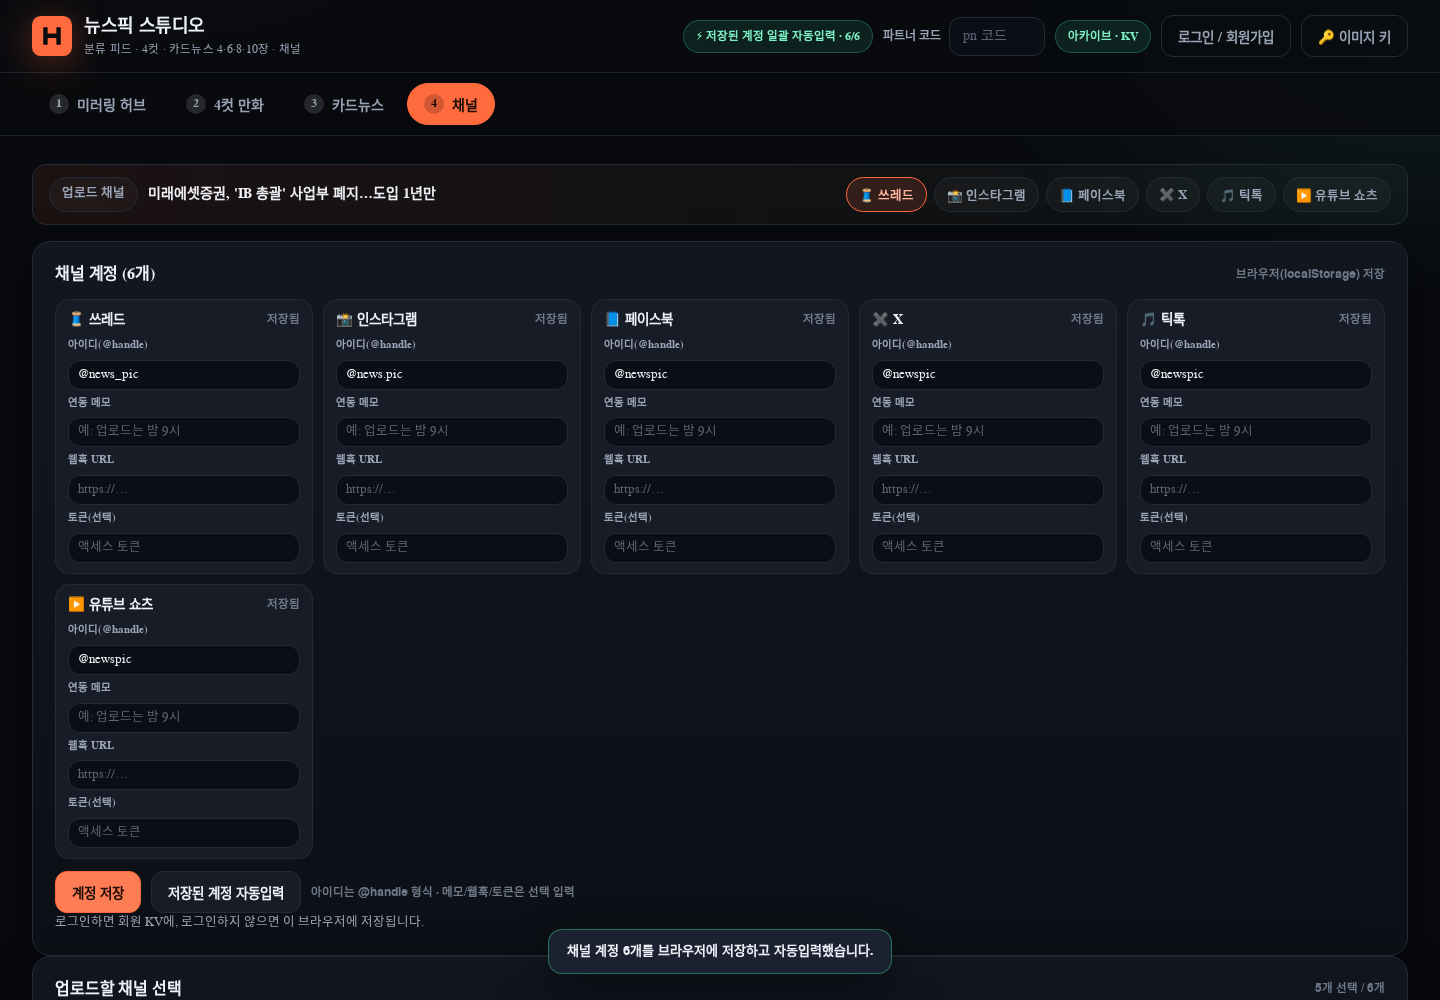 H
뉴스픽 스튜디오
분류 피드 · 4컷 · 카드뉴스 4·6·8·10장 · 채널
⚡ 저장된 계정 일괄 자동입력 · 6/6
파트너 코드
pn 코드
아카이브 · KV
로그인 / 회원가입
🔑 이미지 키
1 미러링 허브
2 4컷 만화
3 카드뉴스
4 채널
업로드 채널
미래에셋증권, 'IB 총괄' 사업부 폐지…도입 1년만
🧵 쓰레드
📸 인스타그램
📘 페이스북
✖️ X
🎵 틱톡
▶️ 유튜브 쇼츠
채널 계정 (6개)
브라우저(localStorage) 저장
🧵 쓰레드
저장됨
아이디(@handle)
@news_pic
연동 메모
예: 업로드는 밤 9시
웹훅 URL
https://…
토큰(선택)
액세스 토큰
📸 인스타그램
저장됨
아이디(@handle)
@news.pic
연동 메모
예: 업로드는 밤 9시
웹훅 URL
https://…
토큰(선택)
액세스 토큰
📘 페이스북
저장됨
아이디(@handle)
@newspic
연동 메모
예: 업로드는 밤 9시
웹훅 URL
https://…
토큰(선택)
액세스 토큰
✖️ X
저장됨
아이디(@handle)
@newspic
연동 메모
예: 업로드는 밤 9시
웹훅 URL
https://…
토큰(선택)
액세스 토큰
🎵 틱톡
저장됨
아이디(@handle)
@newspic
연동 메모
예: 업로드는 밤 9시
웹훅 URL
https://…
토큰(선택)
액세스 토큰
▶️ 유튜브 쇼츠
저장됨
아이디(@handle)
@newspic
연동 메모
예: 업로드는 밤 9시
웹훅 URL
https://…
토큰(선택)
액세스 토큰
계정 저장
저장된 계정 자동입력
아이디는 @handle 형식 · 메모/웹훅/토큰은 선택 입력
로그인하면 회원 KV에, 로그인하지 않으면 이 브라우저에 저장됩니다.
채널 계정 6개를 브라우저에 저장하고 자동입력했습니다.
업로드할 채널 선택
5개 선택 / 6개